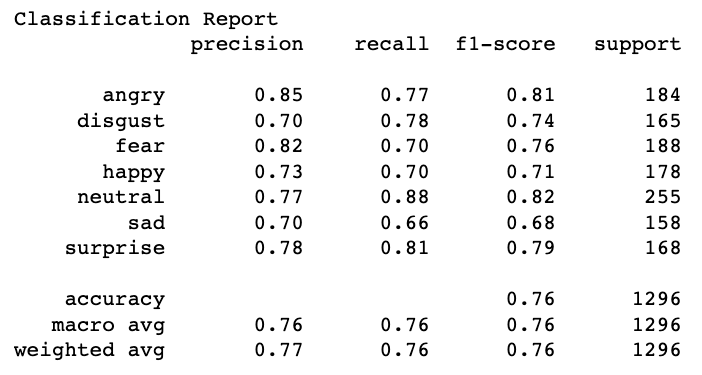 Classification Report
precision recall f1-score support
angry 0.85 0.77 0.81 184
disgust 0.70 0.78 0.74 165
fear 0.82 0.70 0.76 188
happy 0.73 0.70 0.71 178
neutral 0.77 0.88 0.82 255
sad 0.70 0.66 0.68 158
surprise 0.78 0.81 0.79 168
accuracy 0.76 1296
macro avg 0.76 0.76 0.76 1296
weighted avg 0.77 0.76 0.76 1296